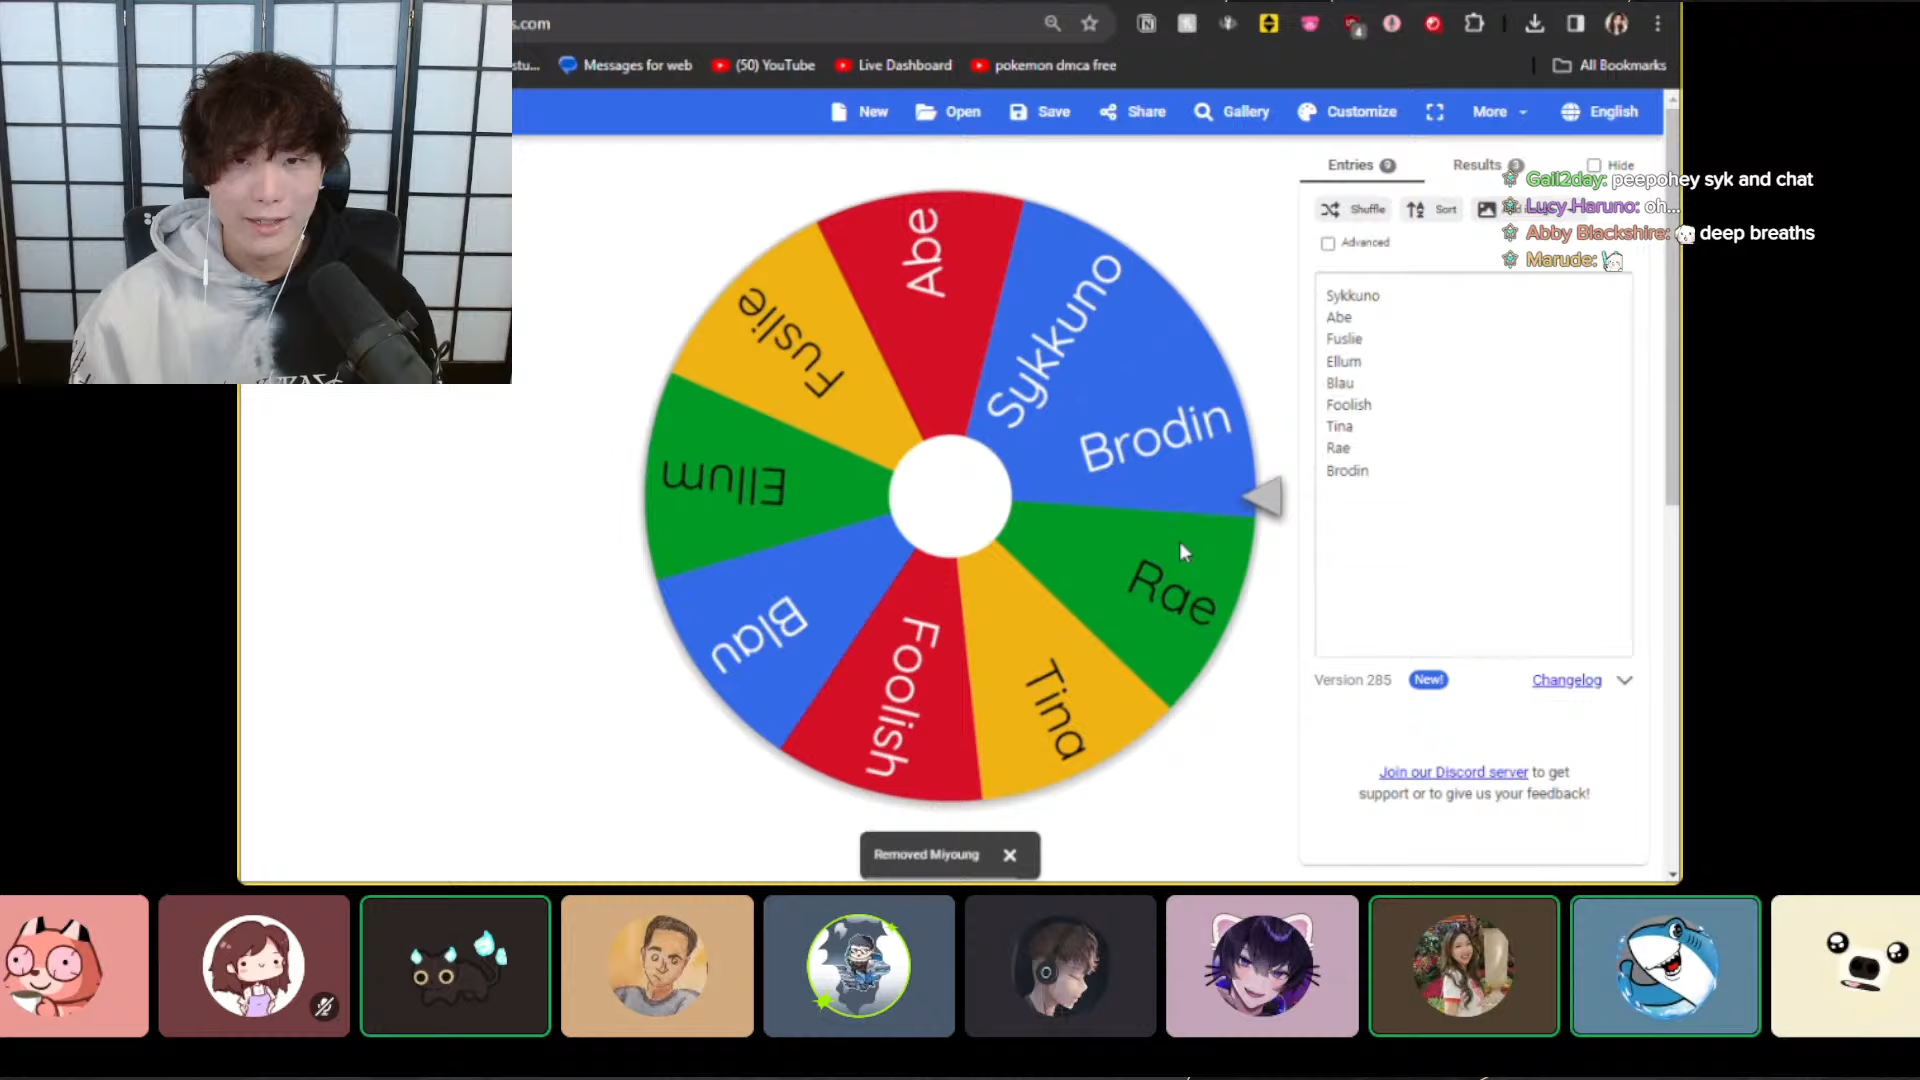 s.com
stu...
Messages for web
(50) YouTube
Live Dashboard
pokemon dmca free
All Bookmarks
New
Open
Save
Share
Gallery
Customize
More
English
Entries 9
Results 3
Hide
Gail2day: peepohey syk and chat
Shuffle
Sort
Lucy Haruno: oh...
Abby Blackshire: deep breaths
Advanced
Marude:
Sykkuno
Abe
Fuslie
Ellum
Blau
Foolish
Tina
Rae
Brodin
Abe
Sykkuno
Fuslie
Brodin
Ellum
Rae
Blau
Foolish
Tina
Version 285
New!
Changelog
Join our Discord server to get
support or to give us your feedback!
Removed Miyoung